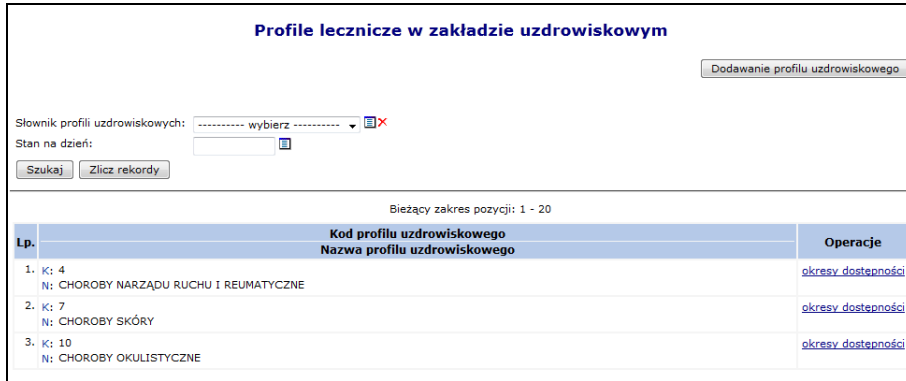 Profile lecznicze w zakładzie uzdrowiskowym
Dodawanie profilu uzdrowiskowego
Słownik profili uzdrowiskowych: ---------- wybierz ----------
Stan na dzień:
Szukaj Zlicz rekordy
Bieżący zakres pozycji: 1 - 20
Lp. Kod profilu uzdrowiskowego
Nazwa profilu uzdrowiskowego Operacje
1. K: 4 okresy dostępności
N: CHOROBY NARZĄDU RUCHU I REUMATYCZNE
2. K: 7 okresy dostępności
N: CHOROBY SKÓRY
3. K: 10 okresy dostępności
N: CHOROBY OKULISTYCZNE